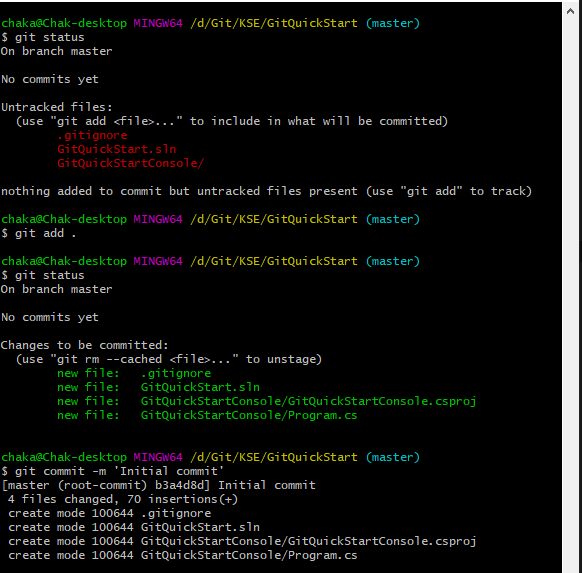 chaka@Chak-desktop MINGW64 /d/Git/KSE/GitQuickStart (master)
$ git status
On branch master
No commits yet
Untracked files:
  (use "git add <file>..." to include in what will be committed)
        .gitignore
        GitQuickStart.sln
        GitQuickStartConsole/
nothing added to commit but untracked files present (use "git add" to track)
chaka@Chak-desktop MINGW64 /d/Git/KSE/GitQuickStart (master)
$ git add .
chaka@Chak-desktop MINGW64 /d/Git/KSE/GitQuickStart (master)
$ git status
On branch master
No commits yet
Changes to be committed:
  (use "git rm --cached <file>..." to unstage)
        new file:   .gitignore
        new file:   GitQuickStart.sln
        new file:   GitQuickStartConsole/GitQuickStartConsole.csproj
        new file:   GitQuickStartConsole/Program.cs
chaka@Chak-desktop MINGW64 /d/Git/KSE/GitQuickStart (master)
$ git commit -m 'Initial commit'
[master (root-commit) b3a4d8d] Initial commit
 4 files changed, 70 insertions(+)
 create mode 100644 .gitignore
 create mode 100644 GitQuickStart.sln
 create mode 100644 GitQuickStartConsole/GitQuickStartConsole.csproj
 create mode 100644 GitQuickStartConsole/Program.cs